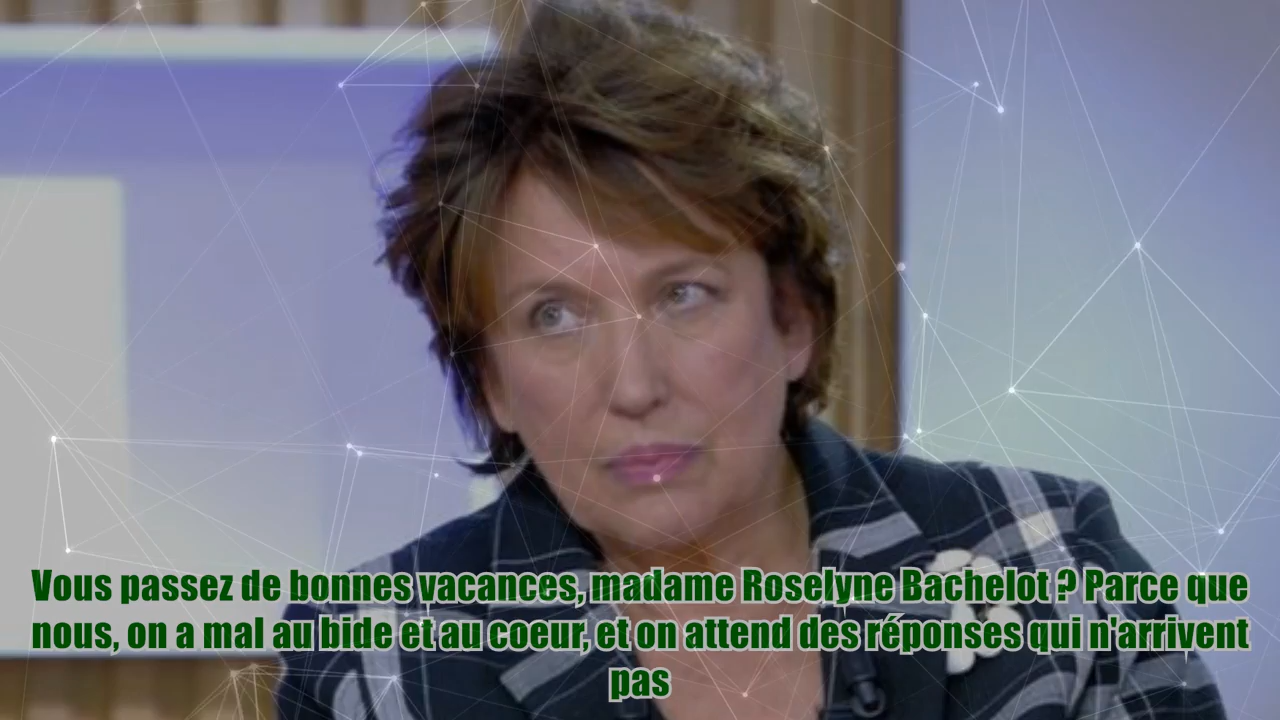 Vous passez de bonnes vacances, madame Roselyne Bachelot ? Parce que
nous, on a mal au bide et au coeur, et on attend des réponses qui n'arrivent
pas